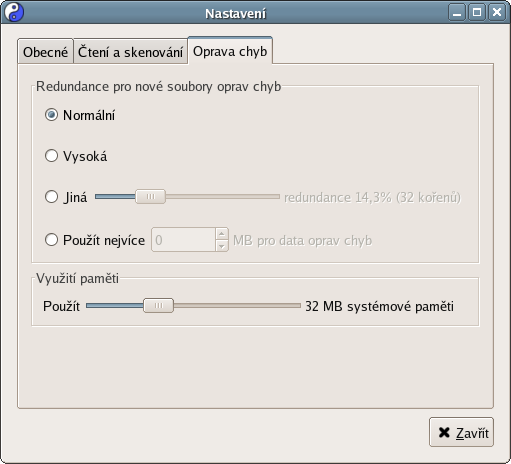 Nastavení
Obecné Čtení a skenování Oprava chyb
Redundance pro nové soubory oprav chyb
Normální
Vysoká
Jiná redundance 14,3% (32 kořenů)
Použít nejvíce 0 MB pro data oprav chyb
Využití paměti
Použít 32 MB systémové paměti
Zavřít